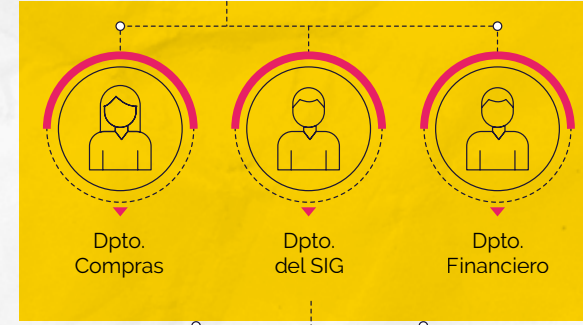 Dpto.
Compras
Dpto.
del SIG
Dpto.
Financiero